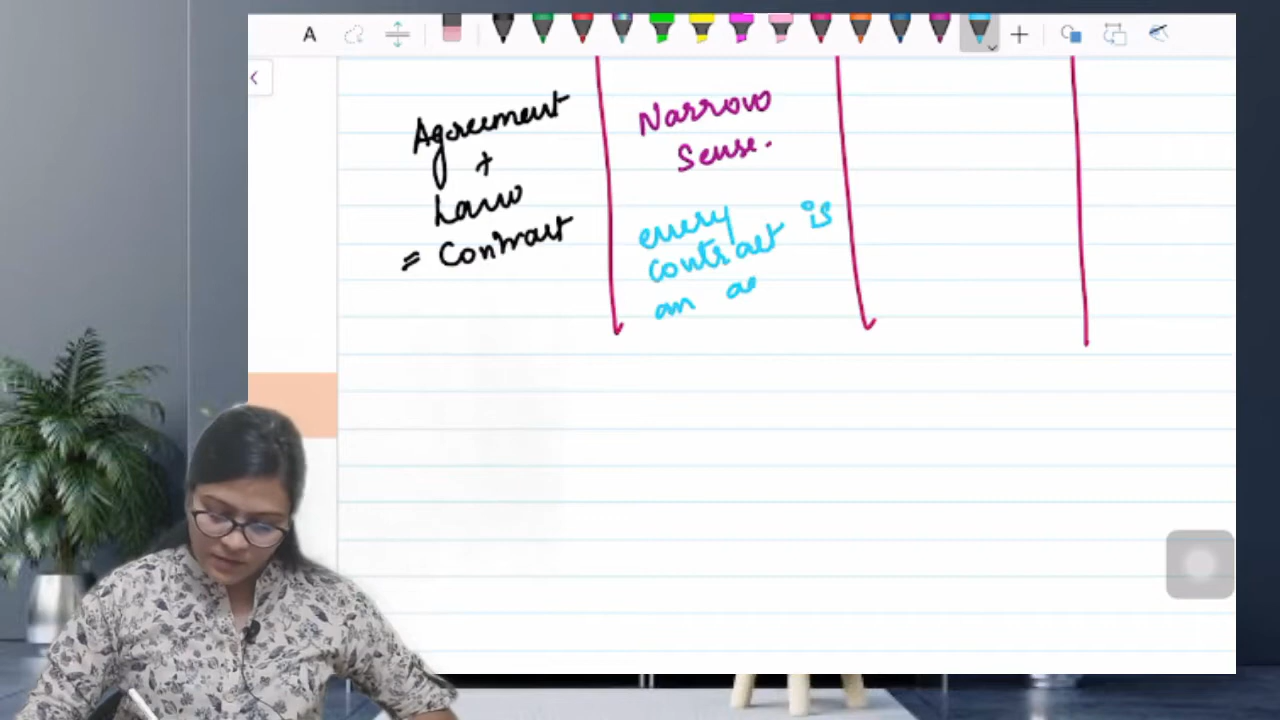 A
Agreement
+
Law
= Contract
Narrow
Sense.
every
contract is
an